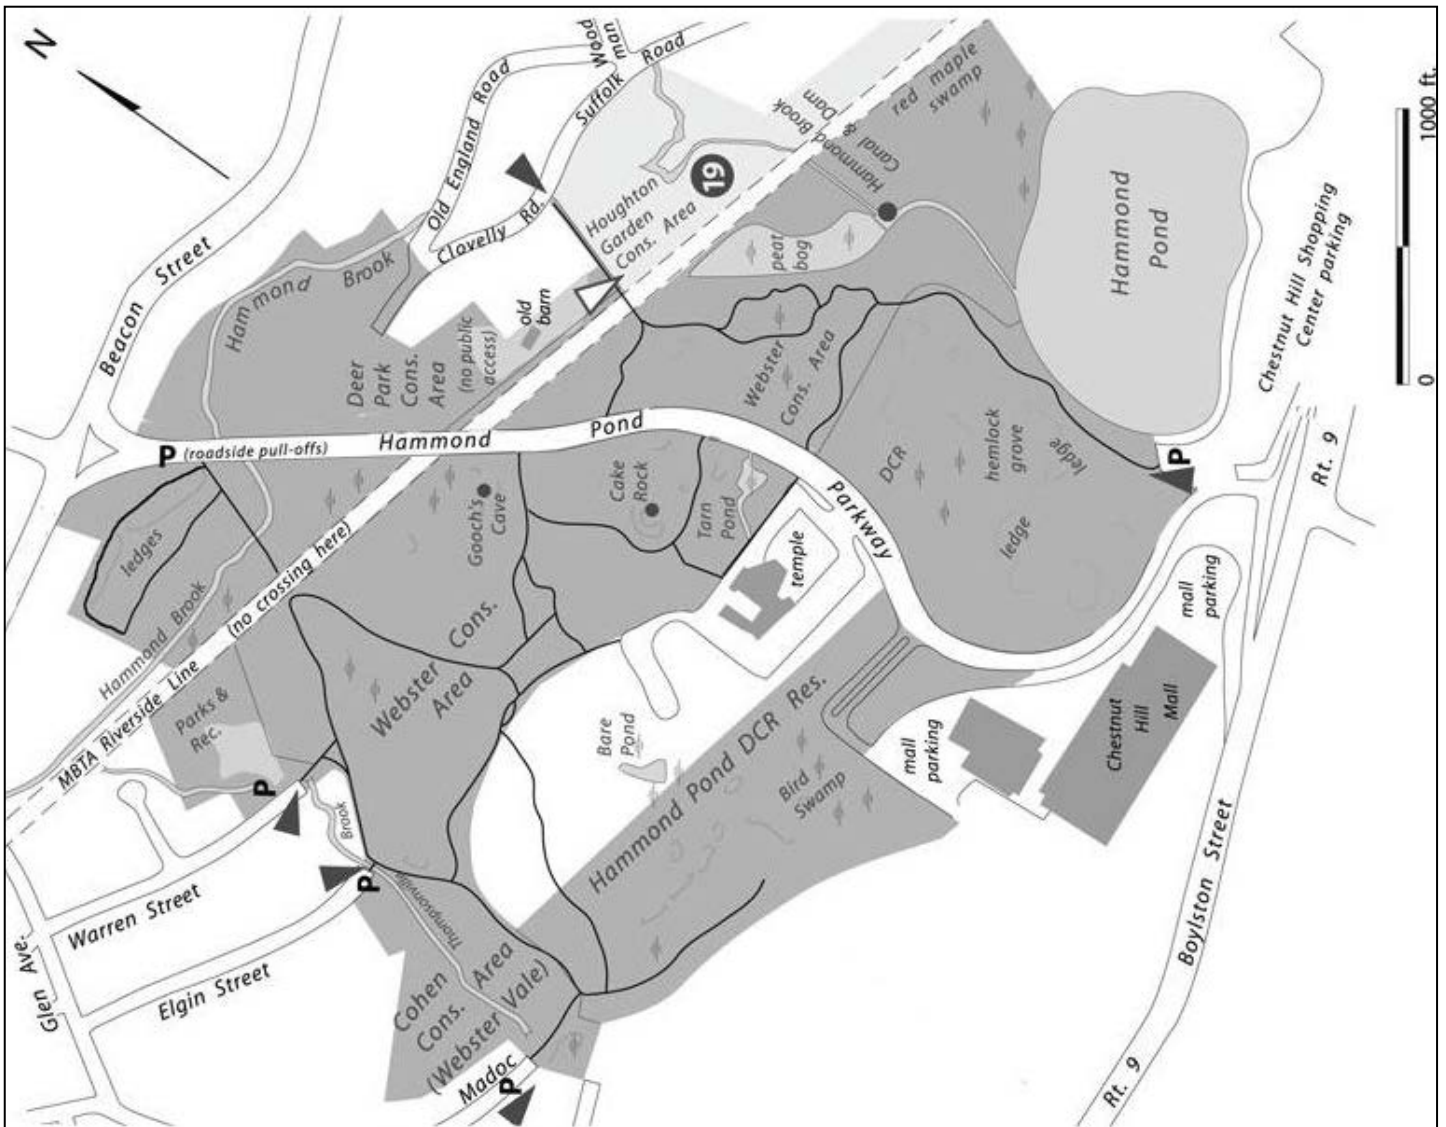 N
Beacon Street
Old England Road
Wood
man
Suffolk Road
Clovelly Rd.
Hammond Brook
Deer
Park
Cons.
Area
(no public
access)
old
barn
Houghton
Garden
Cons. Area
19
Hammond Brook
Canal & Dam
red maple
swamp
peat
bog
Hammond
Pond
1000 ft.
0
Chestnut Hill Shopping
Center parking
P (roadside pull-offs)
Hammond Pond Parkway
Webster
Cons. Area
DCR
hemlock
grove
ledge
ledge
P
Rt. 9
ledges
Hammond Brook
(no crossing here)
MBTA Riverside Line
Gooch's
Cave
Cake
Rock
Tarn
Pond
temple
Webster Cons.
Area
Parks &
Rec.
P
Brook
P
Thompsonville
Bare
Pond
Hammond Pond DCR Res.
Bird
Swamp
mall
parking
mall
parking
Chestnut
Hill
Mall
Boylston Street
Rt. 9
Warren Street
Elgin Street
Glen Ave.
Cohen
Cons. Area
(Webster Vale)
Madoc
P